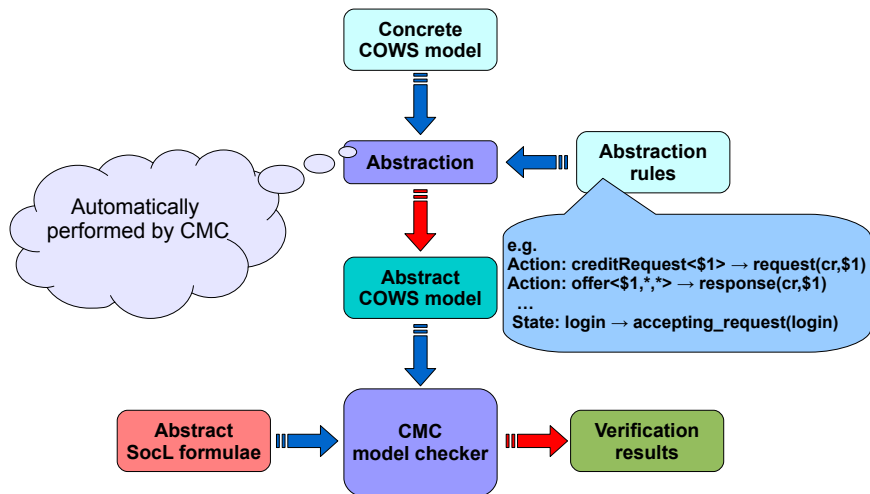 Concrete
COWS model
Abstraction
Abstraction
rules
Automatically
performed by CMC
e.g.
Action: creditRequest<$1> → request(cr,$1)
Action: offer<$1,*,*> → response(cr,$1)
...
State: login → accepting_request(login)
Abstract
COWS model
Abstract
SocL formulae
CMC
model checker
Verification
results